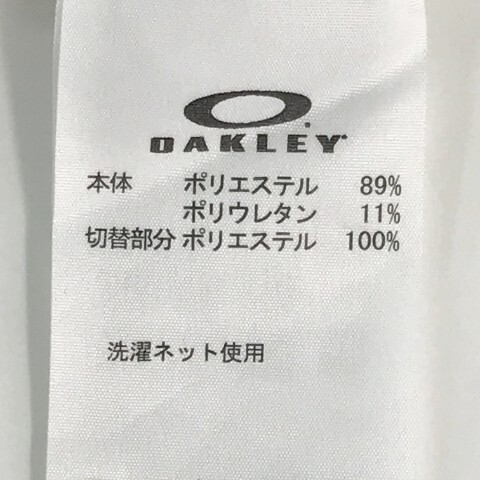 OAKLEY
本体 ポリエステル 89%
ポリウレタン 11%
切替部分 ポリエステル 100%
洗濯ネット使用